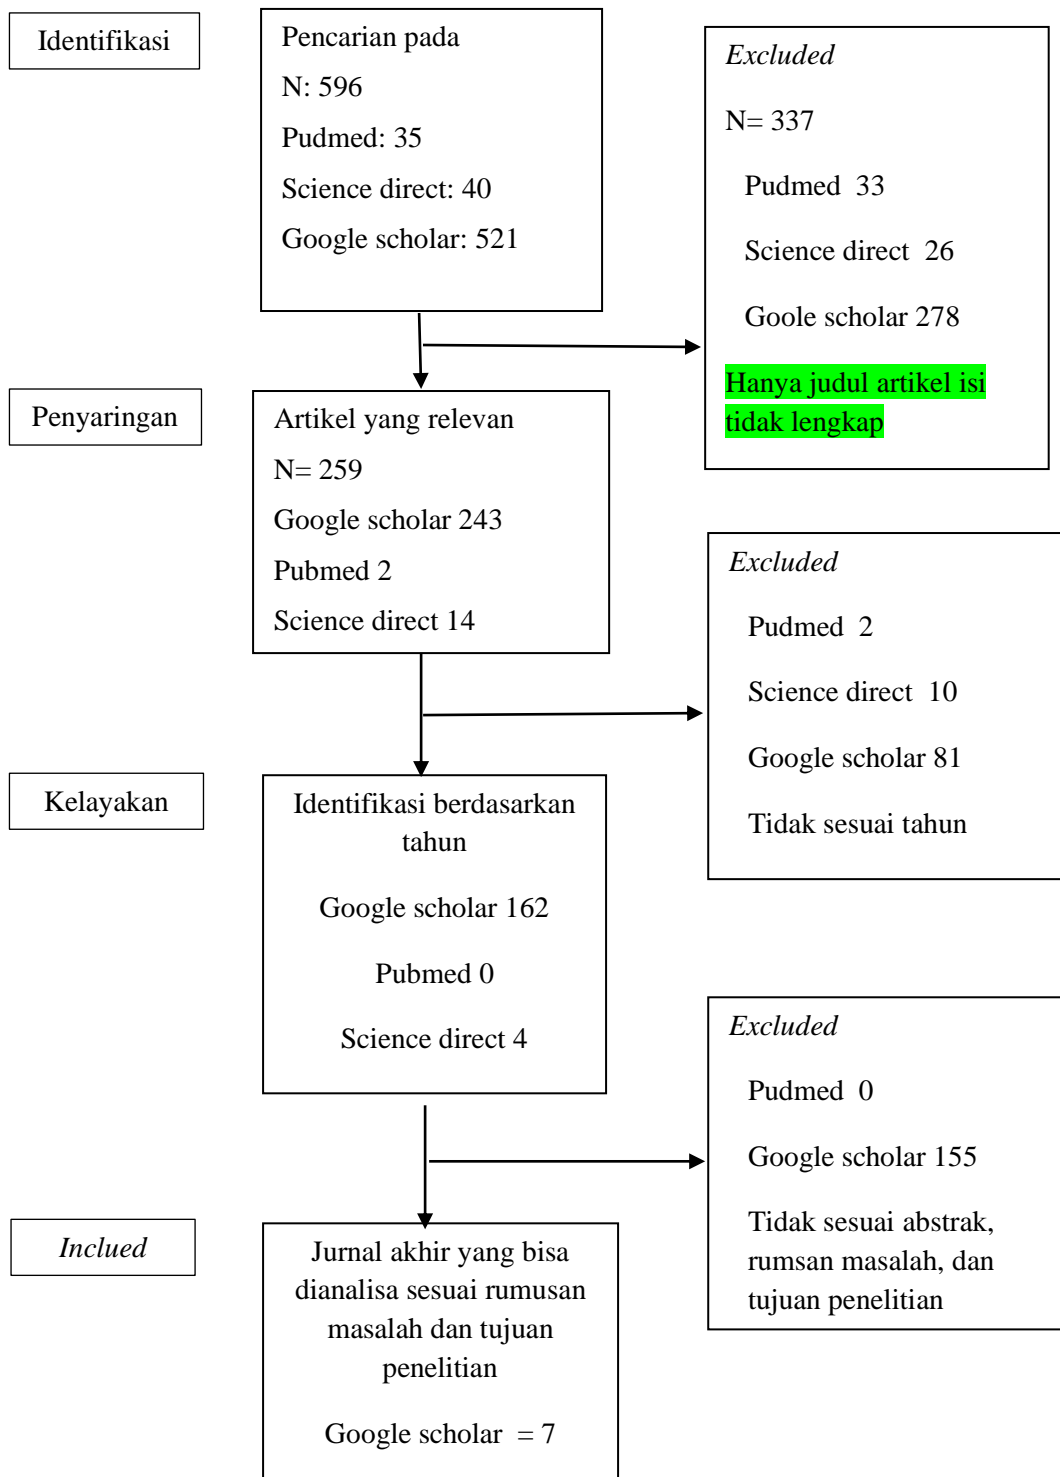 Identifikasi
Pencarian pada
N: 596
Pudmed: 35
Science direct: 40
Google scholar: 521
Excluded
N= 337
Pudmed  33
Science direct  26
Goole scholar 278
Hanya judul artikel isi
tidak lengkap
Penyaringan
Artikel yang relevan
N= 259
Google scholar 243
Pubmed 2
Science direct 14
Excluded
Pudmed  2
Science direct  10
Google scholar 81
Tidak sesuai tahun
Kelayakan
Identifikasi berdasarkan
tahun
Google scholar 162
Pubmed 0
Science direct 4
Excluded
Pudmed  0
Google scholar 155
Tidak sesuai abstrak,
rumsan masalah, dan
tujuan penelitian
Inclued
Jurnal akhir yang bisa
dianalisa sesuai rumusan
masalah dan tujuan
penelitian
Google scholar  = 7